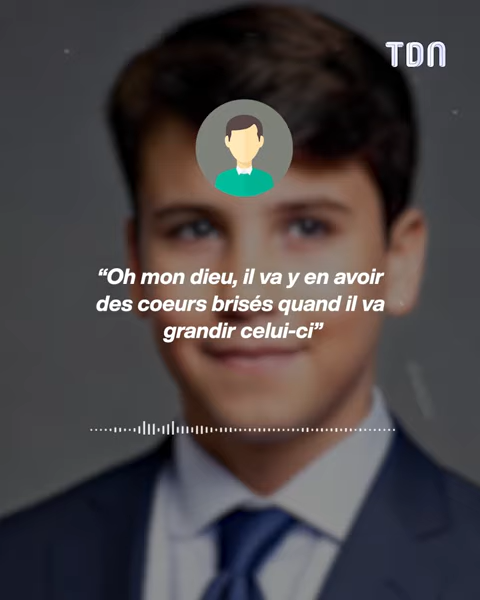 TDN
“Oh mon dieu, il va y en avoir
des coeurs brisés quand il va
grandir celui-ci”